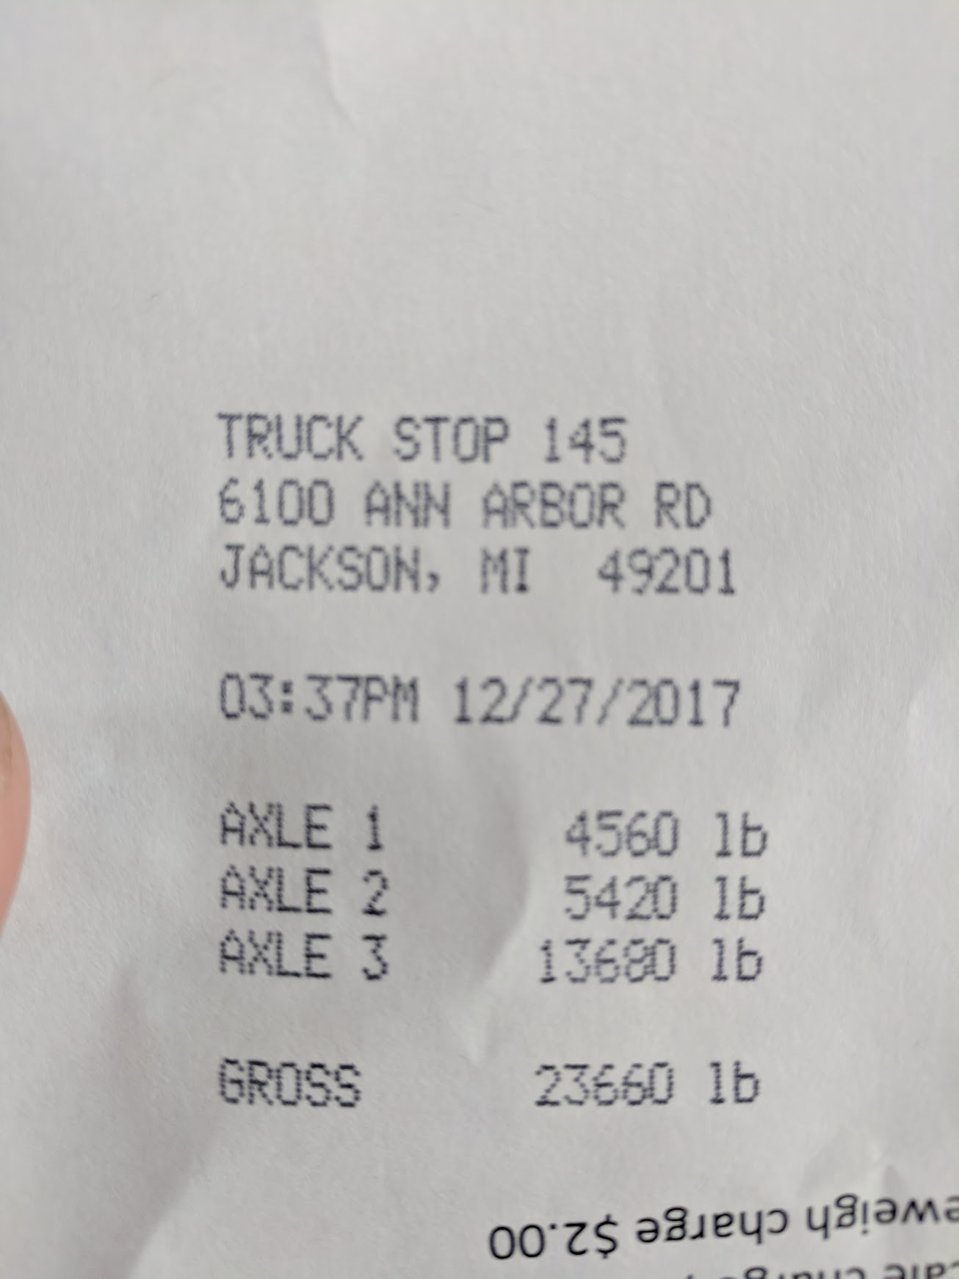 TRUCK STOP 145
6100 ANN ARBOR RD
JACKSON, MI 49201
03:37PM 12/27/2017
AXLE 1 4560 lb
AXLE 2 5420 lb
AXLE 3 13680 lb
GROSS 23660 lb
eweigh charge $2.00